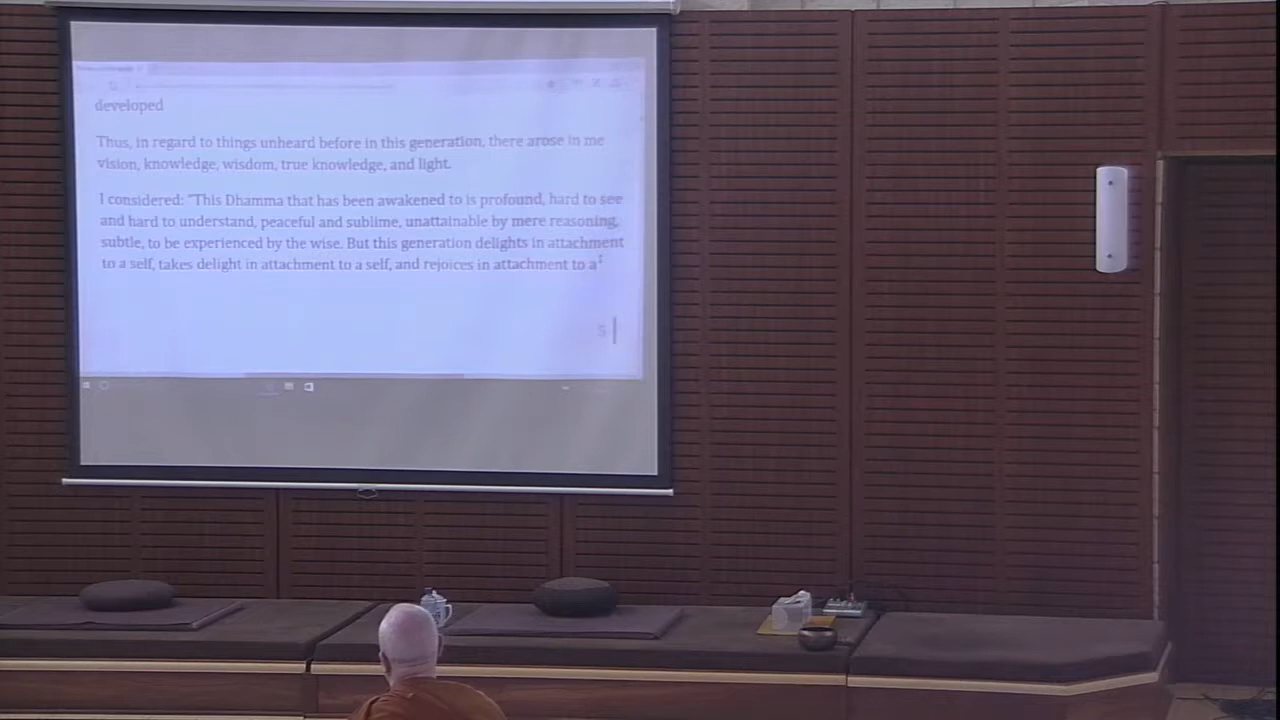 developed
Thus, in regard to things unheard before in this generation, there arose in me
vision, knowledge, wisdom, true knowledge, and light.
I considered: "This Dhamma that has been awakened to is profound, hard to see
and hard to understand, peaceful and sublime, unattainable by mere reasoning,
subtle, to be experienced by the wise. But this generation delights in attachment
to a self, takes delight in attachment to a self, and rejoices in attachment to a
5